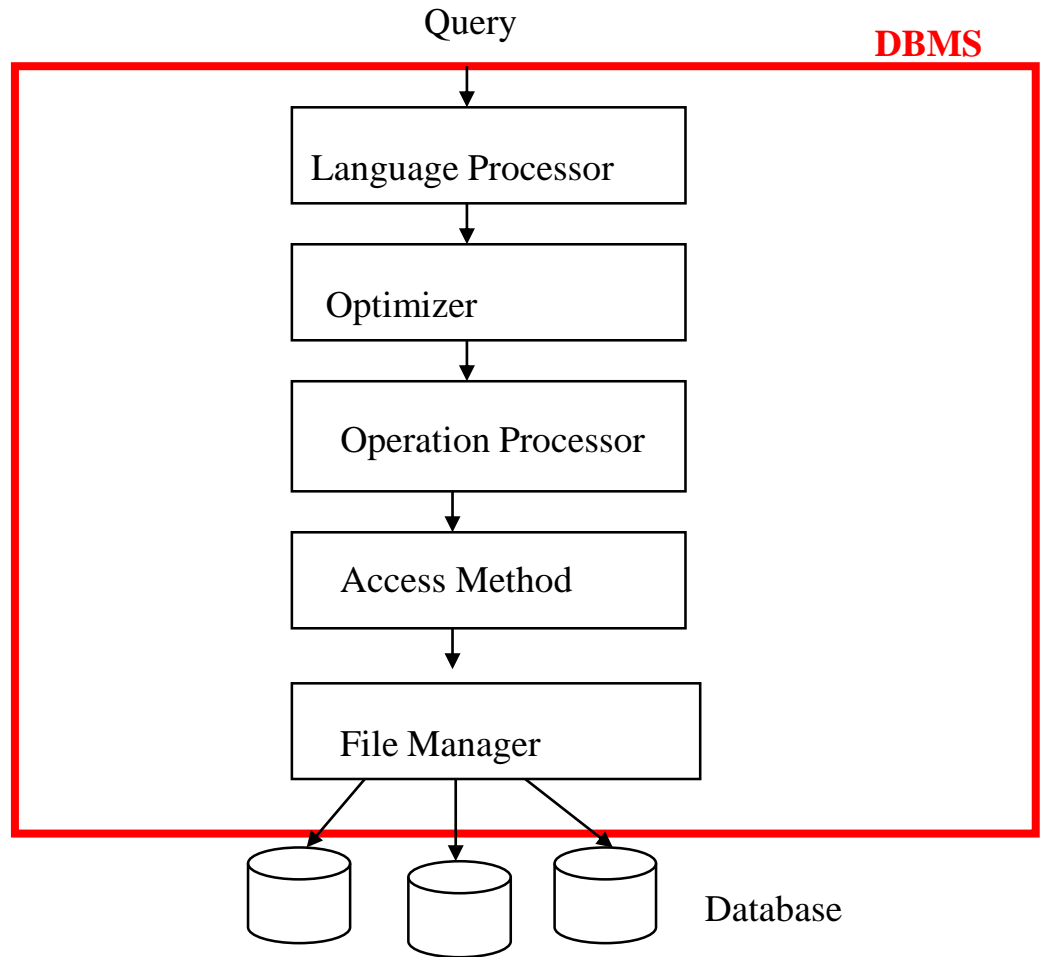 Query
DBMS
Language Processor
Optimizer
Operation Processor
Access Method
File Manager
Database